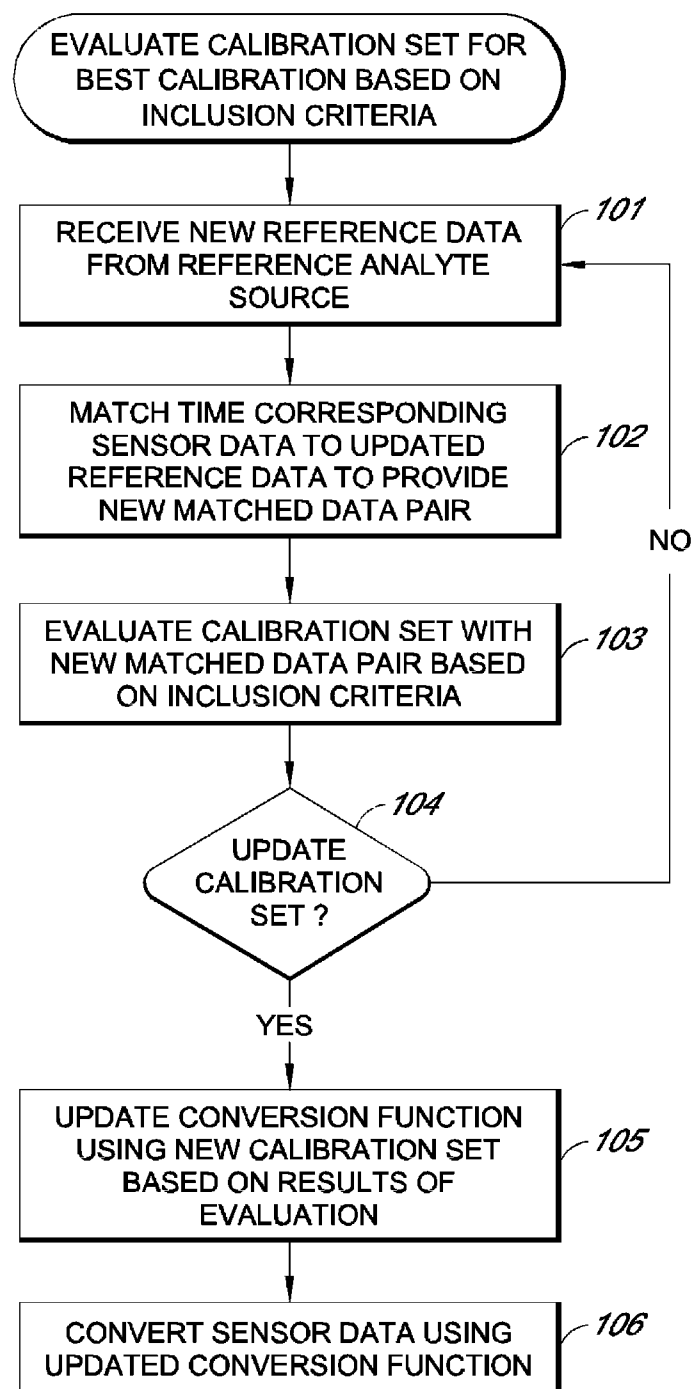 EVALUATE CALIBRATION SET FOR
BEST CALIBRATION BASED ON
INCLUSION CRITERIA
101
RECEIVE NEW REFERENCE DATA
FROM REFERENCE ANALYTE
SOURCE
MATCH TIME CORRESPONDING
SENSOR DATA TO UPDATED
REFERENCE DATA TO PROVIDE
NEW MATCHED DATA PAIR
102
NO
EVALUATE CALIBRATION SET WITH
NEW MATCHED DATA PAIR BASED
ON INCLUSION CRITERIA
103
104
UPDATE
CALIBRATION
SET ?
YES
UPDATE CONVERSION FUNCTION
USING NEW CALIBRATION SET
BASED ON RESULTS OF
EVALUATION
105
CONVERT SENSOR DATA USING
UPDATED CONVERSION FUNCTION
106